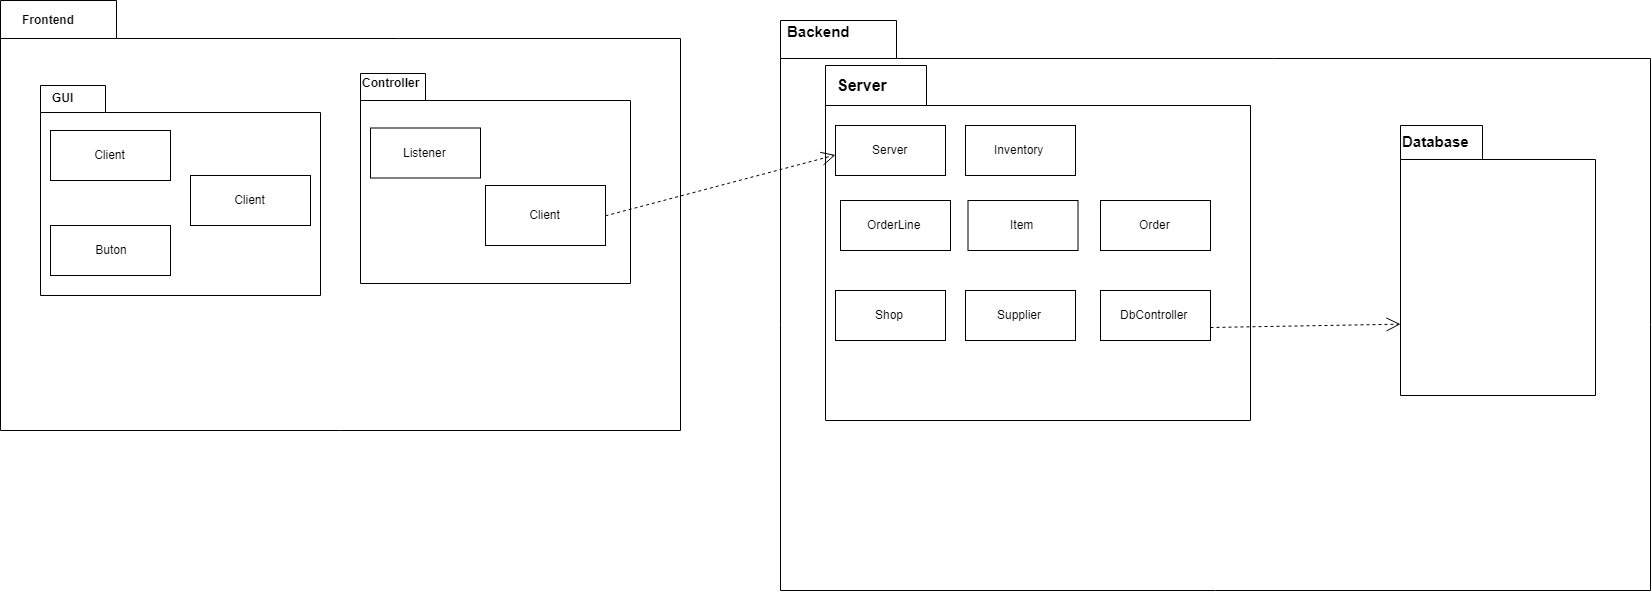 Frontend
GUI
Client
Client
Buton
Controller
Listener
Client
Backend
Server
Server
Inventory
OrderLine
Item
Order
Shop
Supplier
DbController
Database